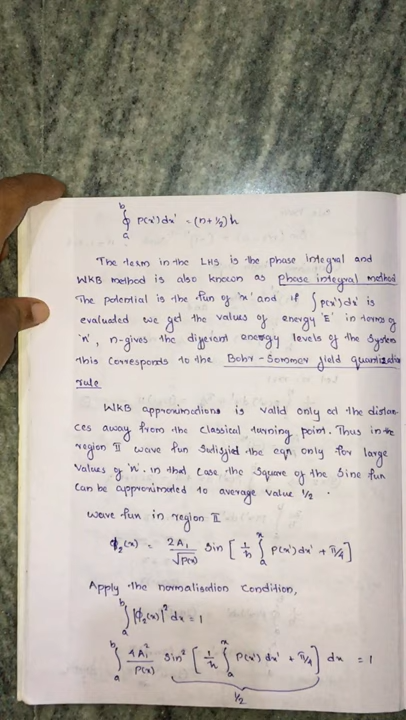 b
∮ p(x')dx' = (n+½)h
a
The term in the LHS is the phase Integral and
WKB method is also known as phase integral method
The potential is the fun of 'x' and if ∫p(x')dx' is
evaluated we get the values of energy 'E' in terms of
'n', n-gives the different energy levels of the system
this corresponds to the Bohr-Sommer field quantization
rule
WKB approximations is valid only at the distan-
ces away from the classical turning point. Thus in the
region II wave fun satisfied the eqn only for large
values of 'n'. in that case the square of the sine fun
can be approximated to average value ½.
wave fun in region II
ϕ₂(x) = 2A₁/√p(x) sin [ 1/ħ ∫ₐˣ p(x')dx' + π/4 ]
Apply the normalisation Condition,
∫ₐᵇ |ϕ₂(x)|² dx = 1
∫ₐᵇ 4A₁²/p(x) sin² [ 1/ħ ∫ₐˣ p(x')dx' + π/4 ] dx = 1
½